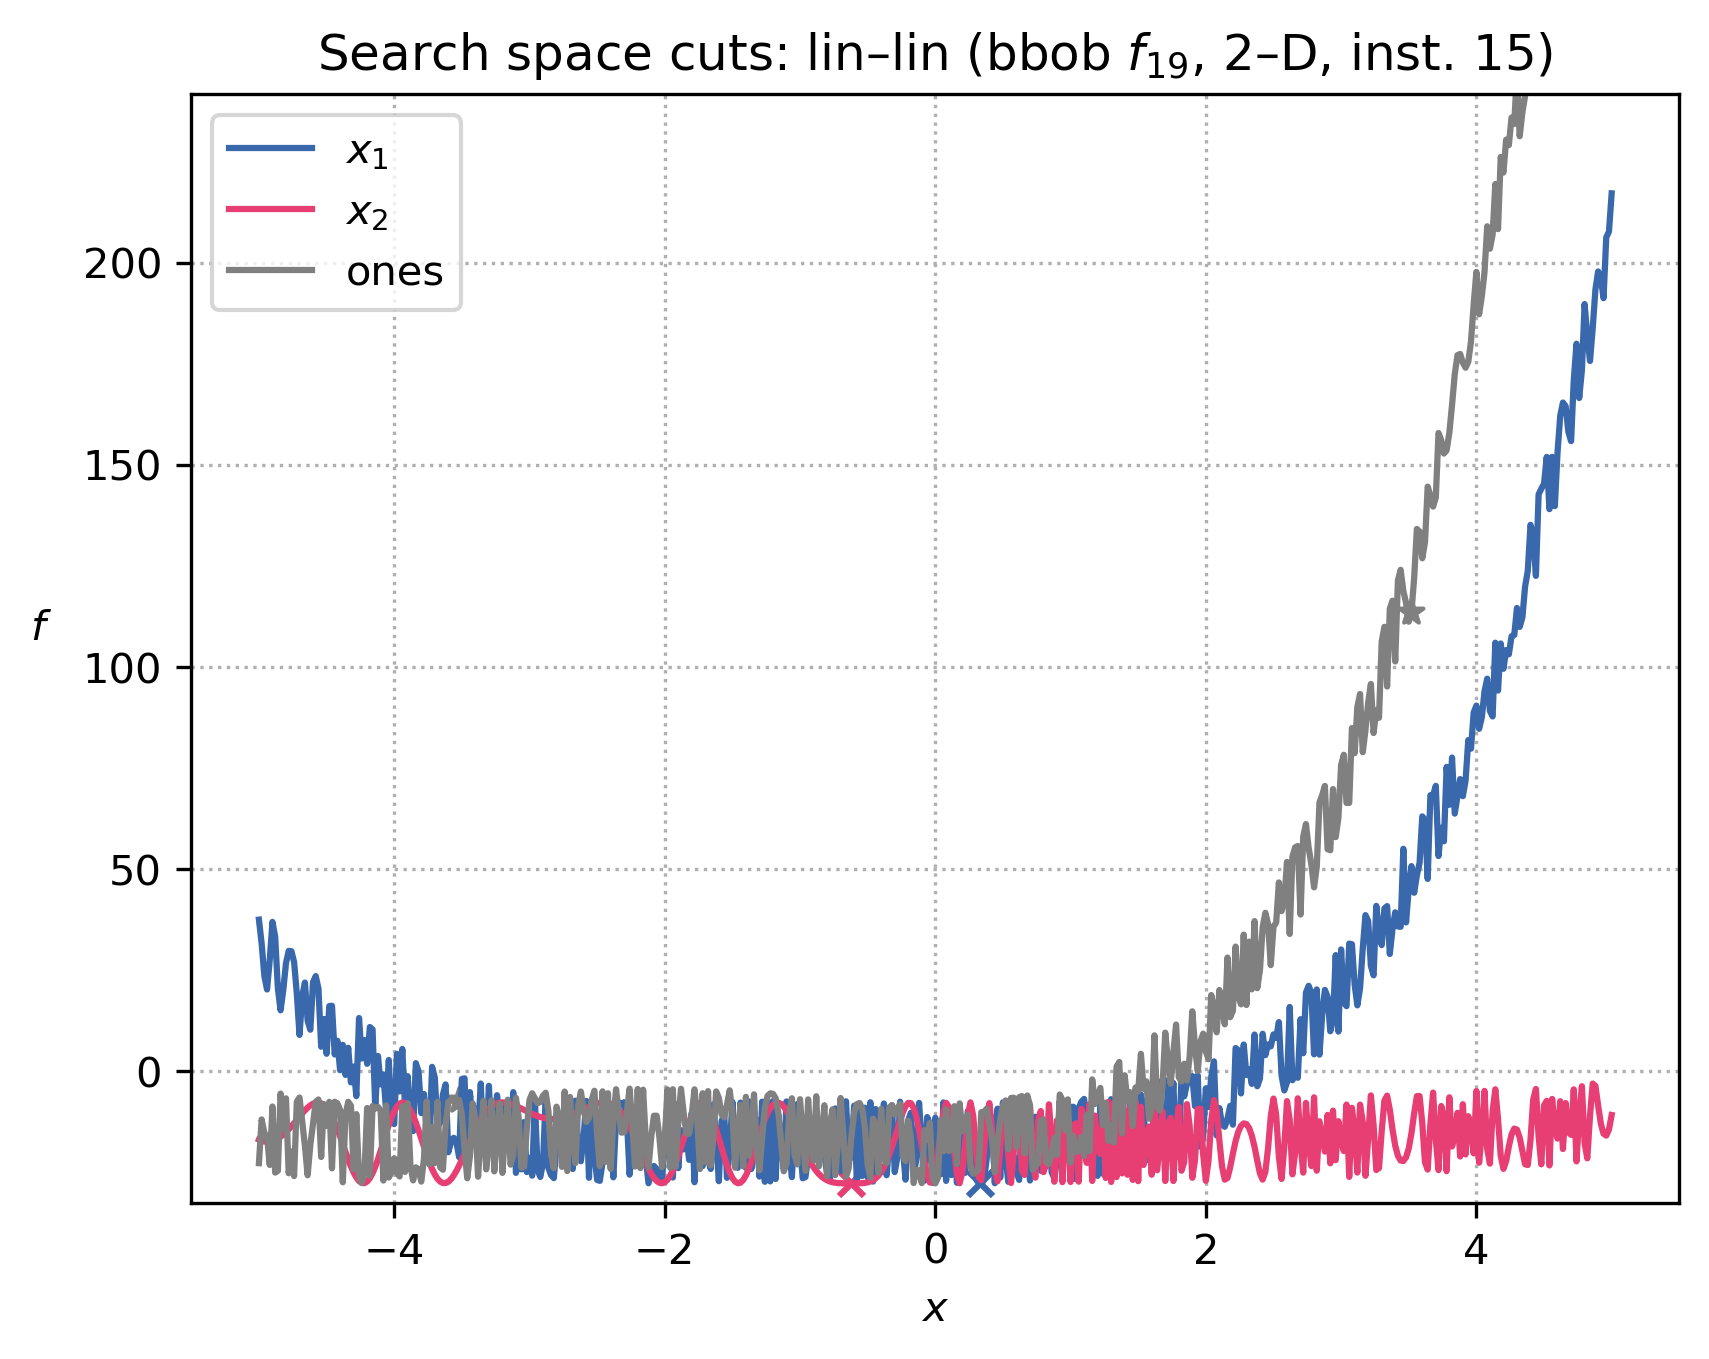 Search space cuts: lin–lin (bbob f₁₉, 2–D, inst. 15)
x₁
x₂
ones
200
150
100
50
0
f
−4 −2 0 2 4
x